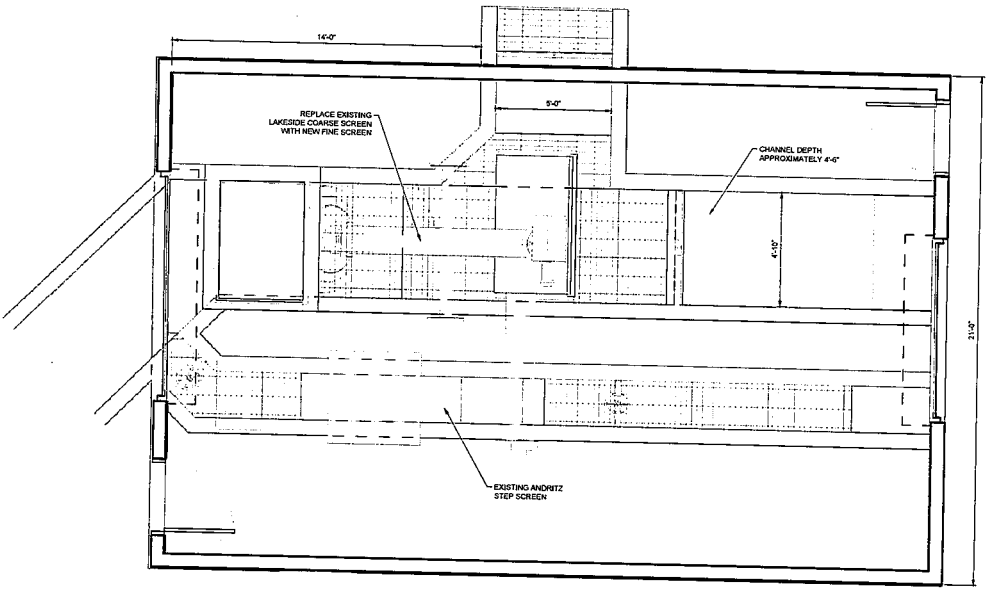 14'-0"
5'-0"
REPLACE EXISTING
LAKESIDE COARSE SCREEN
WITH NEW FINE SCREEN
CHANNEL DEPTH
APPROXIMATELY 4'-6"
4'-10"
21'-0"
EXISTING ANDRITZ
STEP SCREEN